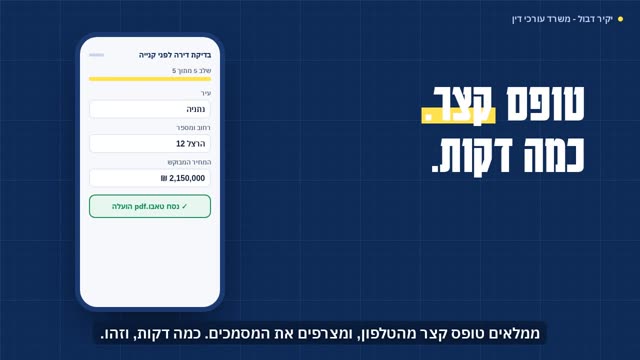 יקיר דבול - משרד עורכי דין
טופס קצר.
כמה דקות.
בדיקת דירה לפני קנייה
שלב 5 מתוך 5
עיר
נתניה
רחוב ומספר
הרצל 12
המחיר המבוקש
2,150,000 ₪
✓ נסח טאבו.pdf הועלה
ממלאים טופס קצר מהטלפון, ומצרפים את המסמכים. כמה דקות, וזהו.